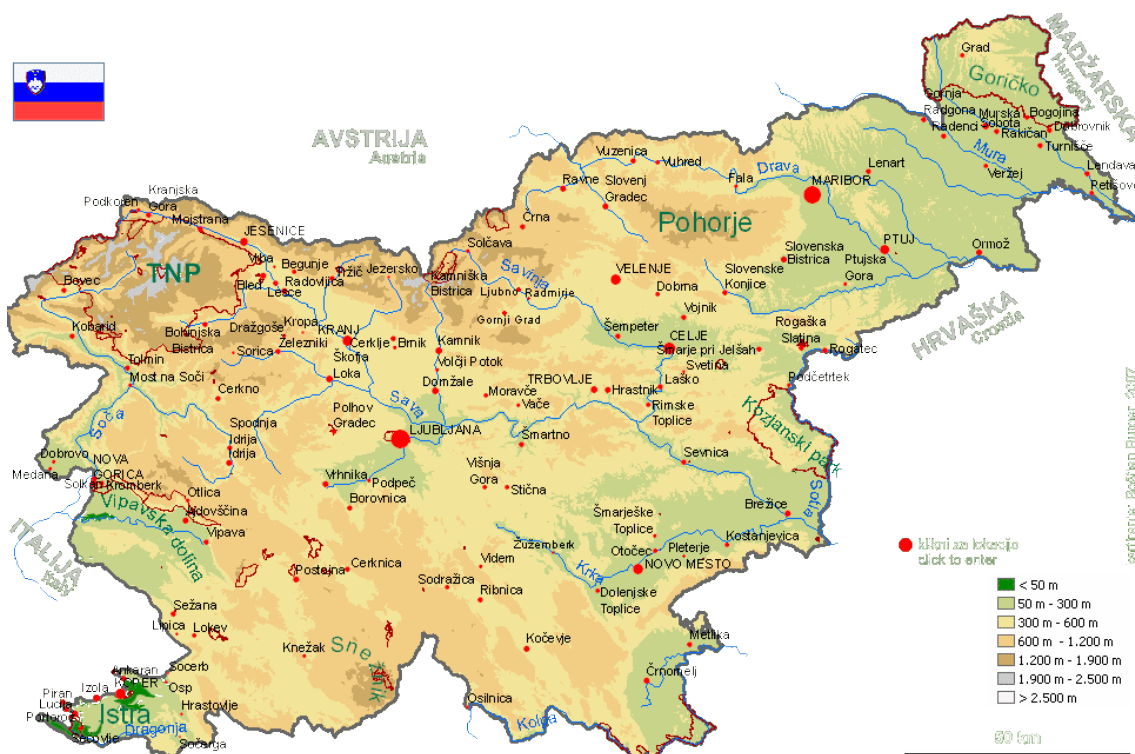 MADŽARSKA
Hungary
Grad
Goričko
Gornja
Radgona
Murska
Sobota
Bogojina
Rakičan
Dobrovnik
Radenci
Turnišče
Mura
Lendava
Veržej
Petišovci
AVSTRIJA
Austria
Vuzenica
Vuhred
Drava
Lenart
Fala
MARIBOR
Ravne
Slovenj
Gradec
Kranjska
Gora
Podkoren
Mojstrana
Črna
Pohorje
JESENICE
Solčava
PTUJ
Ormož
Slovenska
Bistrica
Ptujska
Gora
Vrba
Begunje
TNP
Tržič
Jezersko
Kamniška
Bistrica
Savinja
VELENJE
Bovec
Bled
Radovljica
Lesce
Ljubno
Radmirje
Dobrna
Slovenske
Konjice
Vojnik
Gornji Grad
HRVAŠKA
Croatia
Kobarid
Bohinjska
Bistrica
Dražgoše
Kropa
KRANJ
Cerklje
Brnik
Kamnik
Šempeter
CELJE
Rogaška
Slatina
Rogatec
Sorica
Železniki
Škofja
Loka
Volčji Potok
Šmarje pri Jelšah
Svetina
Tolmin
Most na Soči
Cerkno
Domžale
Moravče
TRBOVLJE
Hrastnik
Laško
Podčetrtek
Vače
Rimske
Toplice
Kozjanski park
Soča
Spodnja
Idrija
Idrija
Polhov
Gradec
Sava
LJUBLJANA
Šmartno
Dobrovo
Medana
NOVA
GORICA
Solkan
Kromberk
Višnja
Gora
Stična
Sevnica
Otlica
Vrhnika
Podpeč
Borovnica
Brežice
Sotla
Vipavska dolina
Ajdovščina
Vipava
Šmarješke
Toplice
Kostanjevica
ITALIJA
Italy
Žužemberk
Otočec
Pleterje
NOVO MESTO
Krka
Videm
Postojna
Cerknica
Sodražica
Ribnica
Dolenjske
Toplice
klikni za lokacijo
click to enter
< 50 m
50 m - 300 m
300 m - 600 m
600 m - 1.200 m
1.200 m - 1.900 m
1.900 m - 2.500 m
> 2.500 m
Sežana
Lipica
Lokev
Knežak
Snežnik
Kočevje
Metlika
Črnomelj
Ankaran
KOPER
Socerb
Osp
Piran
Izola
Lucija
Portorož
Istra
Hrastovlje
Sečovlje
Dragonja
Sočerga
Osilnica
Kolpa
50 km